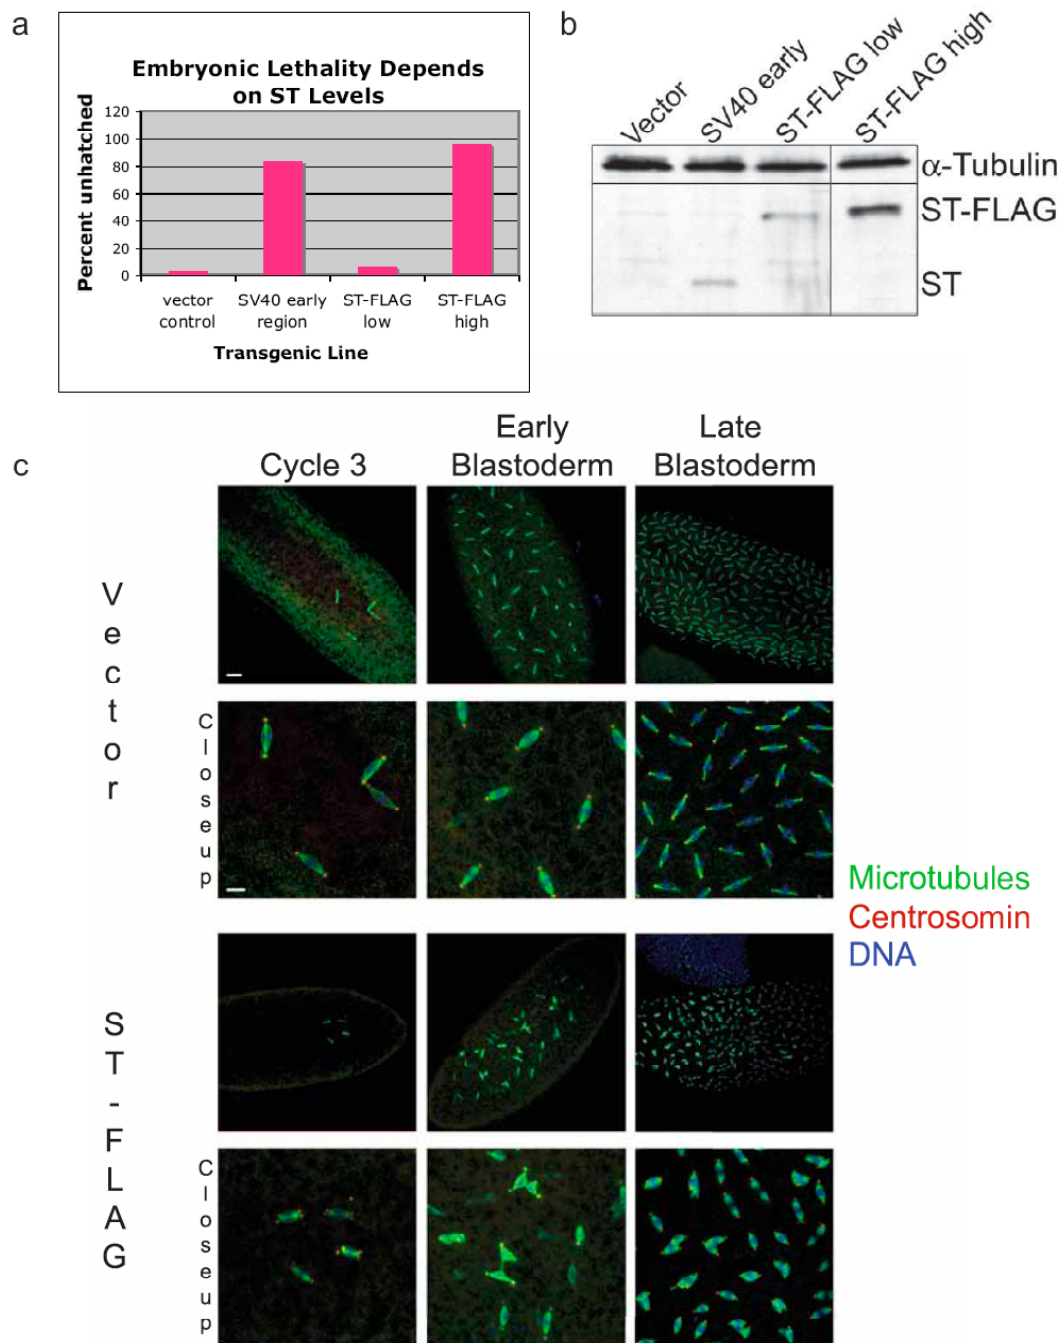 a
Embryonic Lethality Depends
on ST Levels
Percent unhatched
120
100
80
60
40
20
0
vector
control
SV40 early
region
ST-FLAG
low
ST-FLAG
high
Transgenic Line
b
Vector
SV40 early
ST-FLAG low
ST-FLAG high
α-Tubulin
ST-FLAG
ST
c
Cycle 3
Early
Blastoderm
Late
Blastoderm
Vector
Closeup
Microtubules
Centrosomin
DNA
ST-FLAG
Closeup